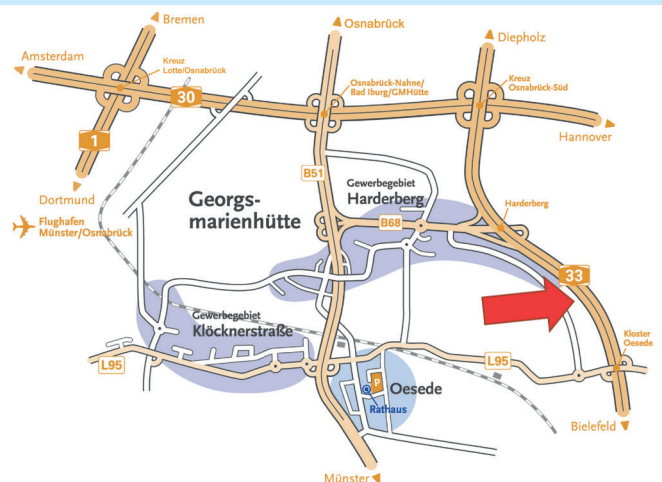 Bremen
Osnabrück
Diepholz
Amsterdam
Kreuz
Lotte/Osnabrück
Osnabrück-Nahne/
Bad Iburg/GMHütte
Kreuz
Osnabrück-Süd
30
Hannover
1
B51
Gewerbegebiet
Harderberg
Dortmund
Georgs-
marienhütte
Flughafen
Münster/Osnabrück
B68
Harderberg
33
Gewerbegebiet
Klöcknerstraße
Kloster
Oesede
L95
L95
P
Oesede
Rathaus
Bielefeld
Münster